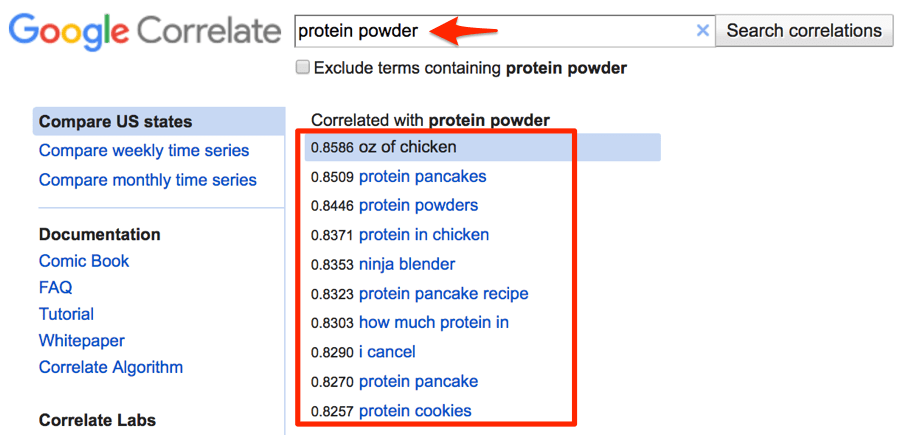 Google Correlate
protein powder
×
Search correlations
Exclude terms containing protein powder
Compare US states
Compare weekly time series
Compare monthly time series
Documentation
Comic Book
FAQ
Tutorial
Whitepaper
Correlate Algorithm
Correlate Labs
Correlated with protein powder
0.8586 oz of chicken
0.8509 protein pancakes
0.8446 protein powders
0.8371 protein in chicken
0.8353 ninja blender
0.8323 protein pancake recipe
0.8303 how much protein in
0.8290 i cancel
0.8270 protein pancake
0.8257 protein cookies